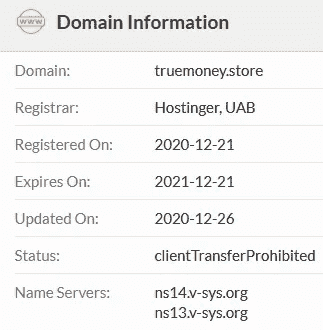 www
Domain Information
Domain: truemoney.store
Registrar: Hostinger, UAB
Registered On: 2020-12-21
Expires On: 2021-12-21
Updated On: 2020-12-26
Status: clientTransferProhibited
Name Servers: ns14.v-sys.org
ns13.v-sys.org